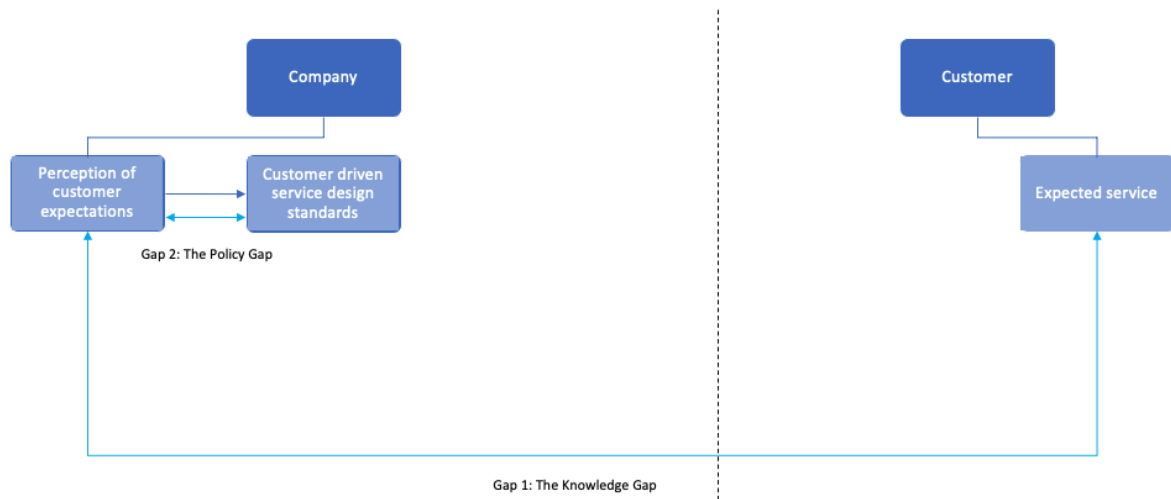 Company
Customer
Perception of
customer
expectations
Customer driven
service design
standards
Expected service
Gap 2: The Policy Gap
Gap 1: The Knowledge Gap